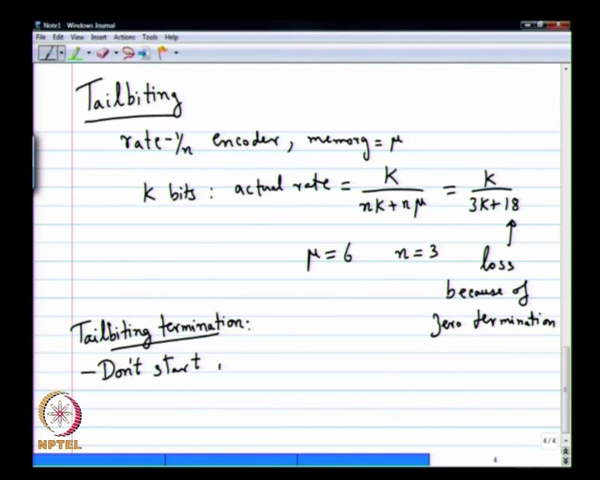 Note1 - Windows Journal
File Edit View Insert Actions Tools Help
Tailbiting
rate-1/n encoder, memory = μ
K bits : actual rate = K / (nK + nμ) = K / (3K + 18)
μ = 6 n = 3 ↑ loss
because of
zero termination
Tailbiting termination:
- Don't start
NPTEL
4/4
4